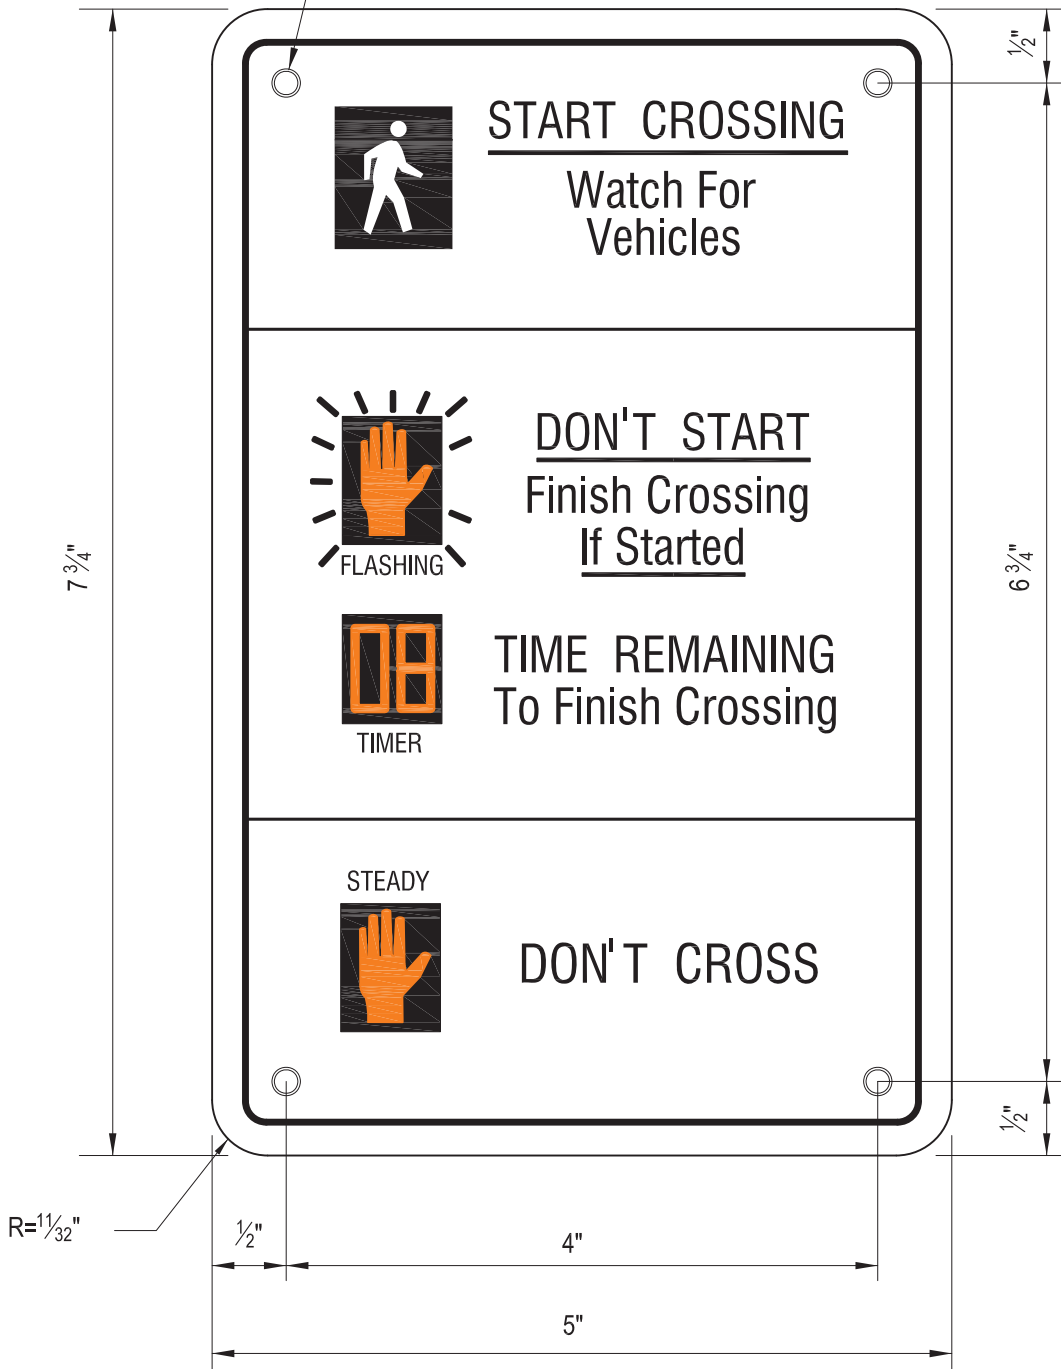 1/2"
START CROSSING
Watch For
Vehicles
DON'T START
Finish Crossing
If Started
FLASHING
7 3/4"
6 3/4"
08
TIME REMAINING
To Finish Crossing
TIMER
STEADY
DON'T CROSS
1/2"
R=11/32"
1/2"
4"
5"